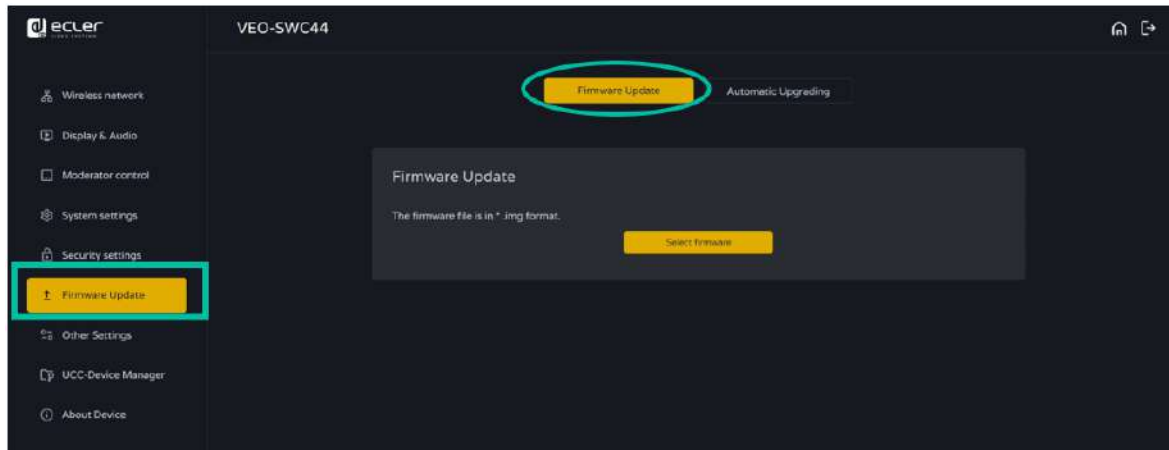 ecler
VEO-SWC44
Firmware Update
Automatic Upgrading
Wireless network
Display & Audio
Moderator control
System settings
Security settings
Firmware Update
Other Settings
UCC-Device Manager
About Device
Firmware Update
The firmware file is in * .img format.
Select firmware